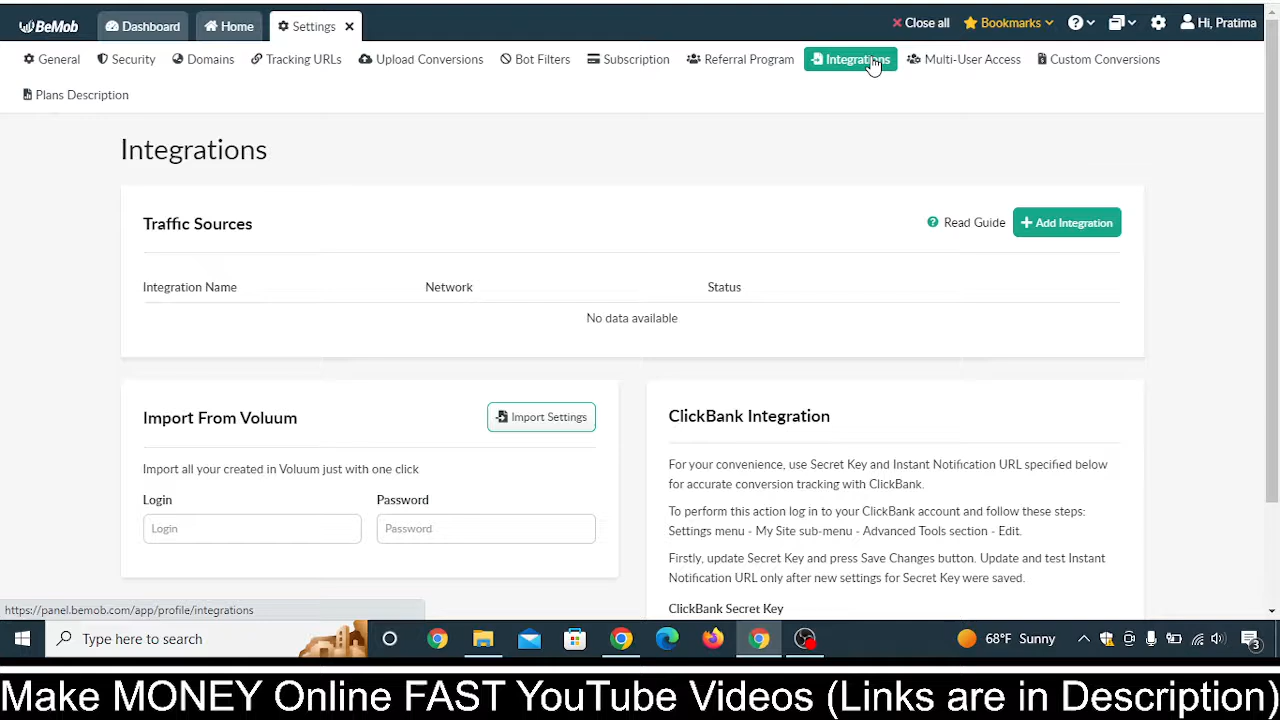 BeMob Dashboard Home Settings × Close all Bookmarks Hi, Pratima
General Security Domains Tracking URLs Upload Conversions Bot Filters Subscription Referral Program Integrations Multi-User Access Custom Conversions
Plans Description
Integrations
Traffic Sources Read Guide + Add Integration
Integration Name Network Status
No data available
Import From Voluum Import Settings
Import all your created in Voluum just with one click
Login Password
Login Password
ClickBank Integration
For your convenience, use Secret Key and Instant Notification URL specified below
for accurate conversion tracking with ClickBank.
To perform this action log in to your ClickBank account and follow these steps:
Settings menu - My Site sub-menu - Advanced Tools section - Edit.
Firstly, update Secret Key and press Save Changes button. Update and test Instant
Notification URL only after new settings for Secret Key were saved.
ClickBank Secret Key
https://panel.bemob.com/app/profile/integrations
Type here to search 68°F Sunny 3
Make MONEY Online FAST YouTube Videos (Links are in Description)